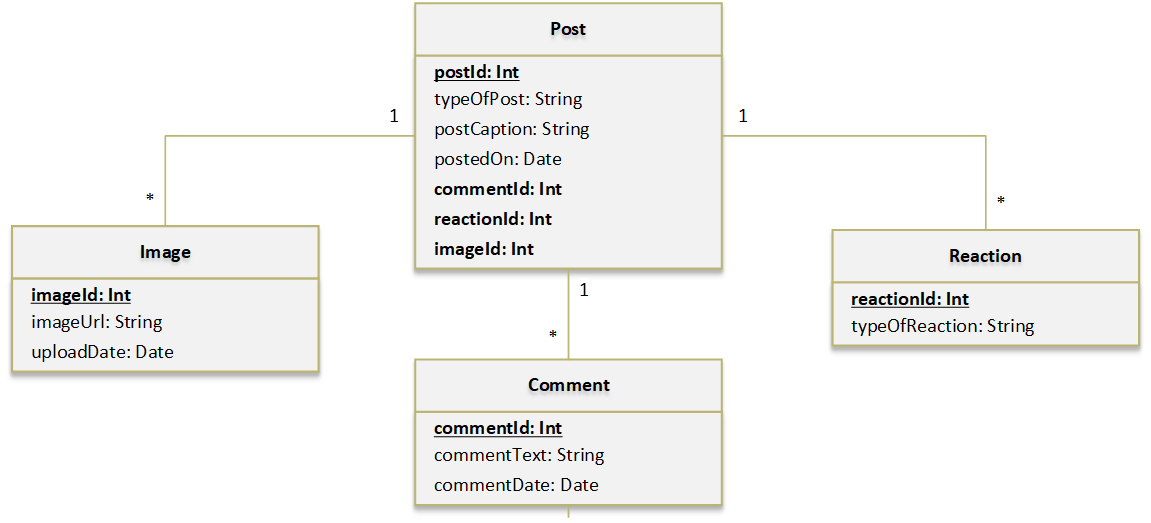 Post
postId: Int
typeOfPost: String
postCaption: String
postedOn: Date
commentId: Int
reactionId: Int
imageId: Int
1
1
*
*
Image
imageId: Int
imageUrl: String
uploadDate: Date
Reaction
reactionId: Int
typeOfReaction: String
1
*
Comment
commentId: Int
commentText: String
commentDate: Date